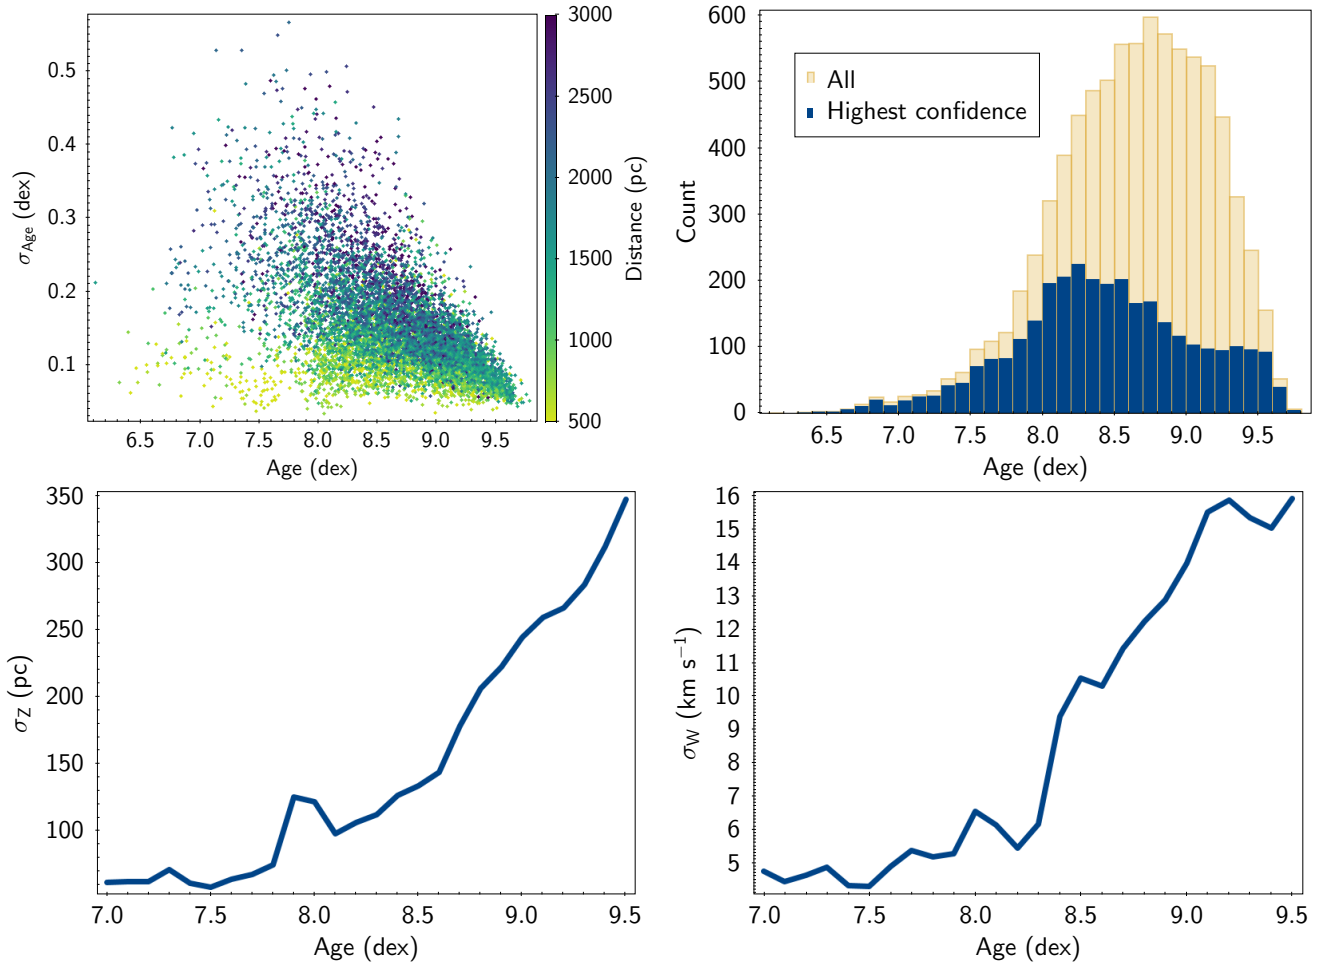 0.5
0.4
0.3
0.2
0.1
σAge (dex)
6.5 7.0 7.5 8.0 8.5 9.0 9.5
Age (dex)
3000
2500
2000
1500
1000
500
Distance (pc)
600
500
400
300
200
100
0
Count
All
Highest confidence
6.5 7.0 7.5 8.0 8.5 9.0 9.5
Age (dex)
350
300
250
200
150
100
σZ (pc)
7.0 7.5 8.0 8.5 9.0 9.5
Age (dex)
16
15
14
13
12
11
10
9
8
7
6
5
σW (km s⁻¹)
7.0 7.5 8.0 8.5 9.0 9.5
Age (dex)